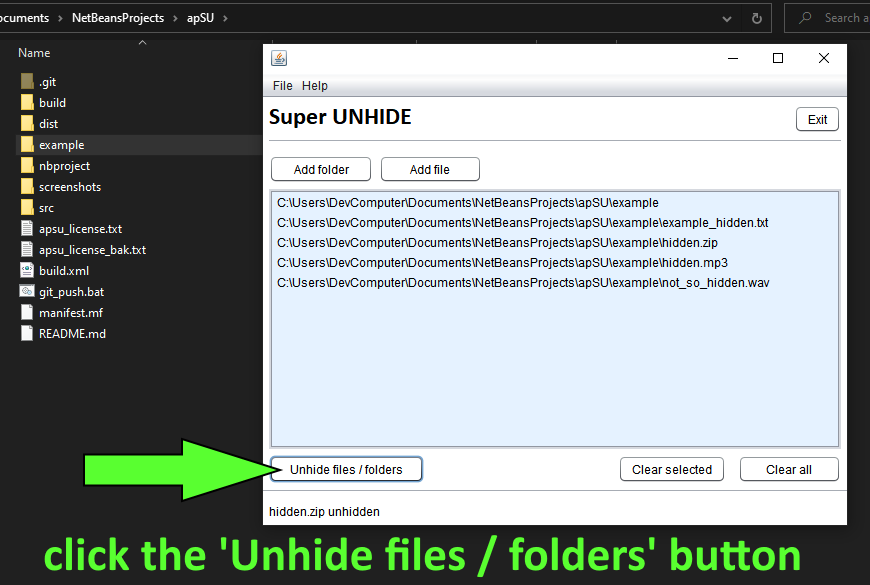 ocuments > NetBeansProjects > apSU >
Search a
Name
.git
build
dist
example
nbproject
screenshots
src
apsu_license.txt
apsu_license_bak.txt
build.xml
git_push.bat
manifest.mf
README.md
File Help
Super UNHIDE
Exit
Add folder Add file
C:\Users\DevComputer\Documents\NetBeansProjects\apSU\example
C:\Users\DevComputer\Documents\NetBeansProjects\apSU\example\example_hidden.txt
C:\Users\DevComputer\Documents\NetBeansProjects\apSU\example\hidden.zip
C:\Users\DevComputer\Documents\NetBeansProjects\apSU\example\hidden.mp3
C:\Users\DevComputer\Documents\NetBeansProjects\apSU\example\not_so_hidden.wav
Unhide files / folders Clear selected Clear all
hidden.zip unhidden
click the 'Unhide files / folders' button